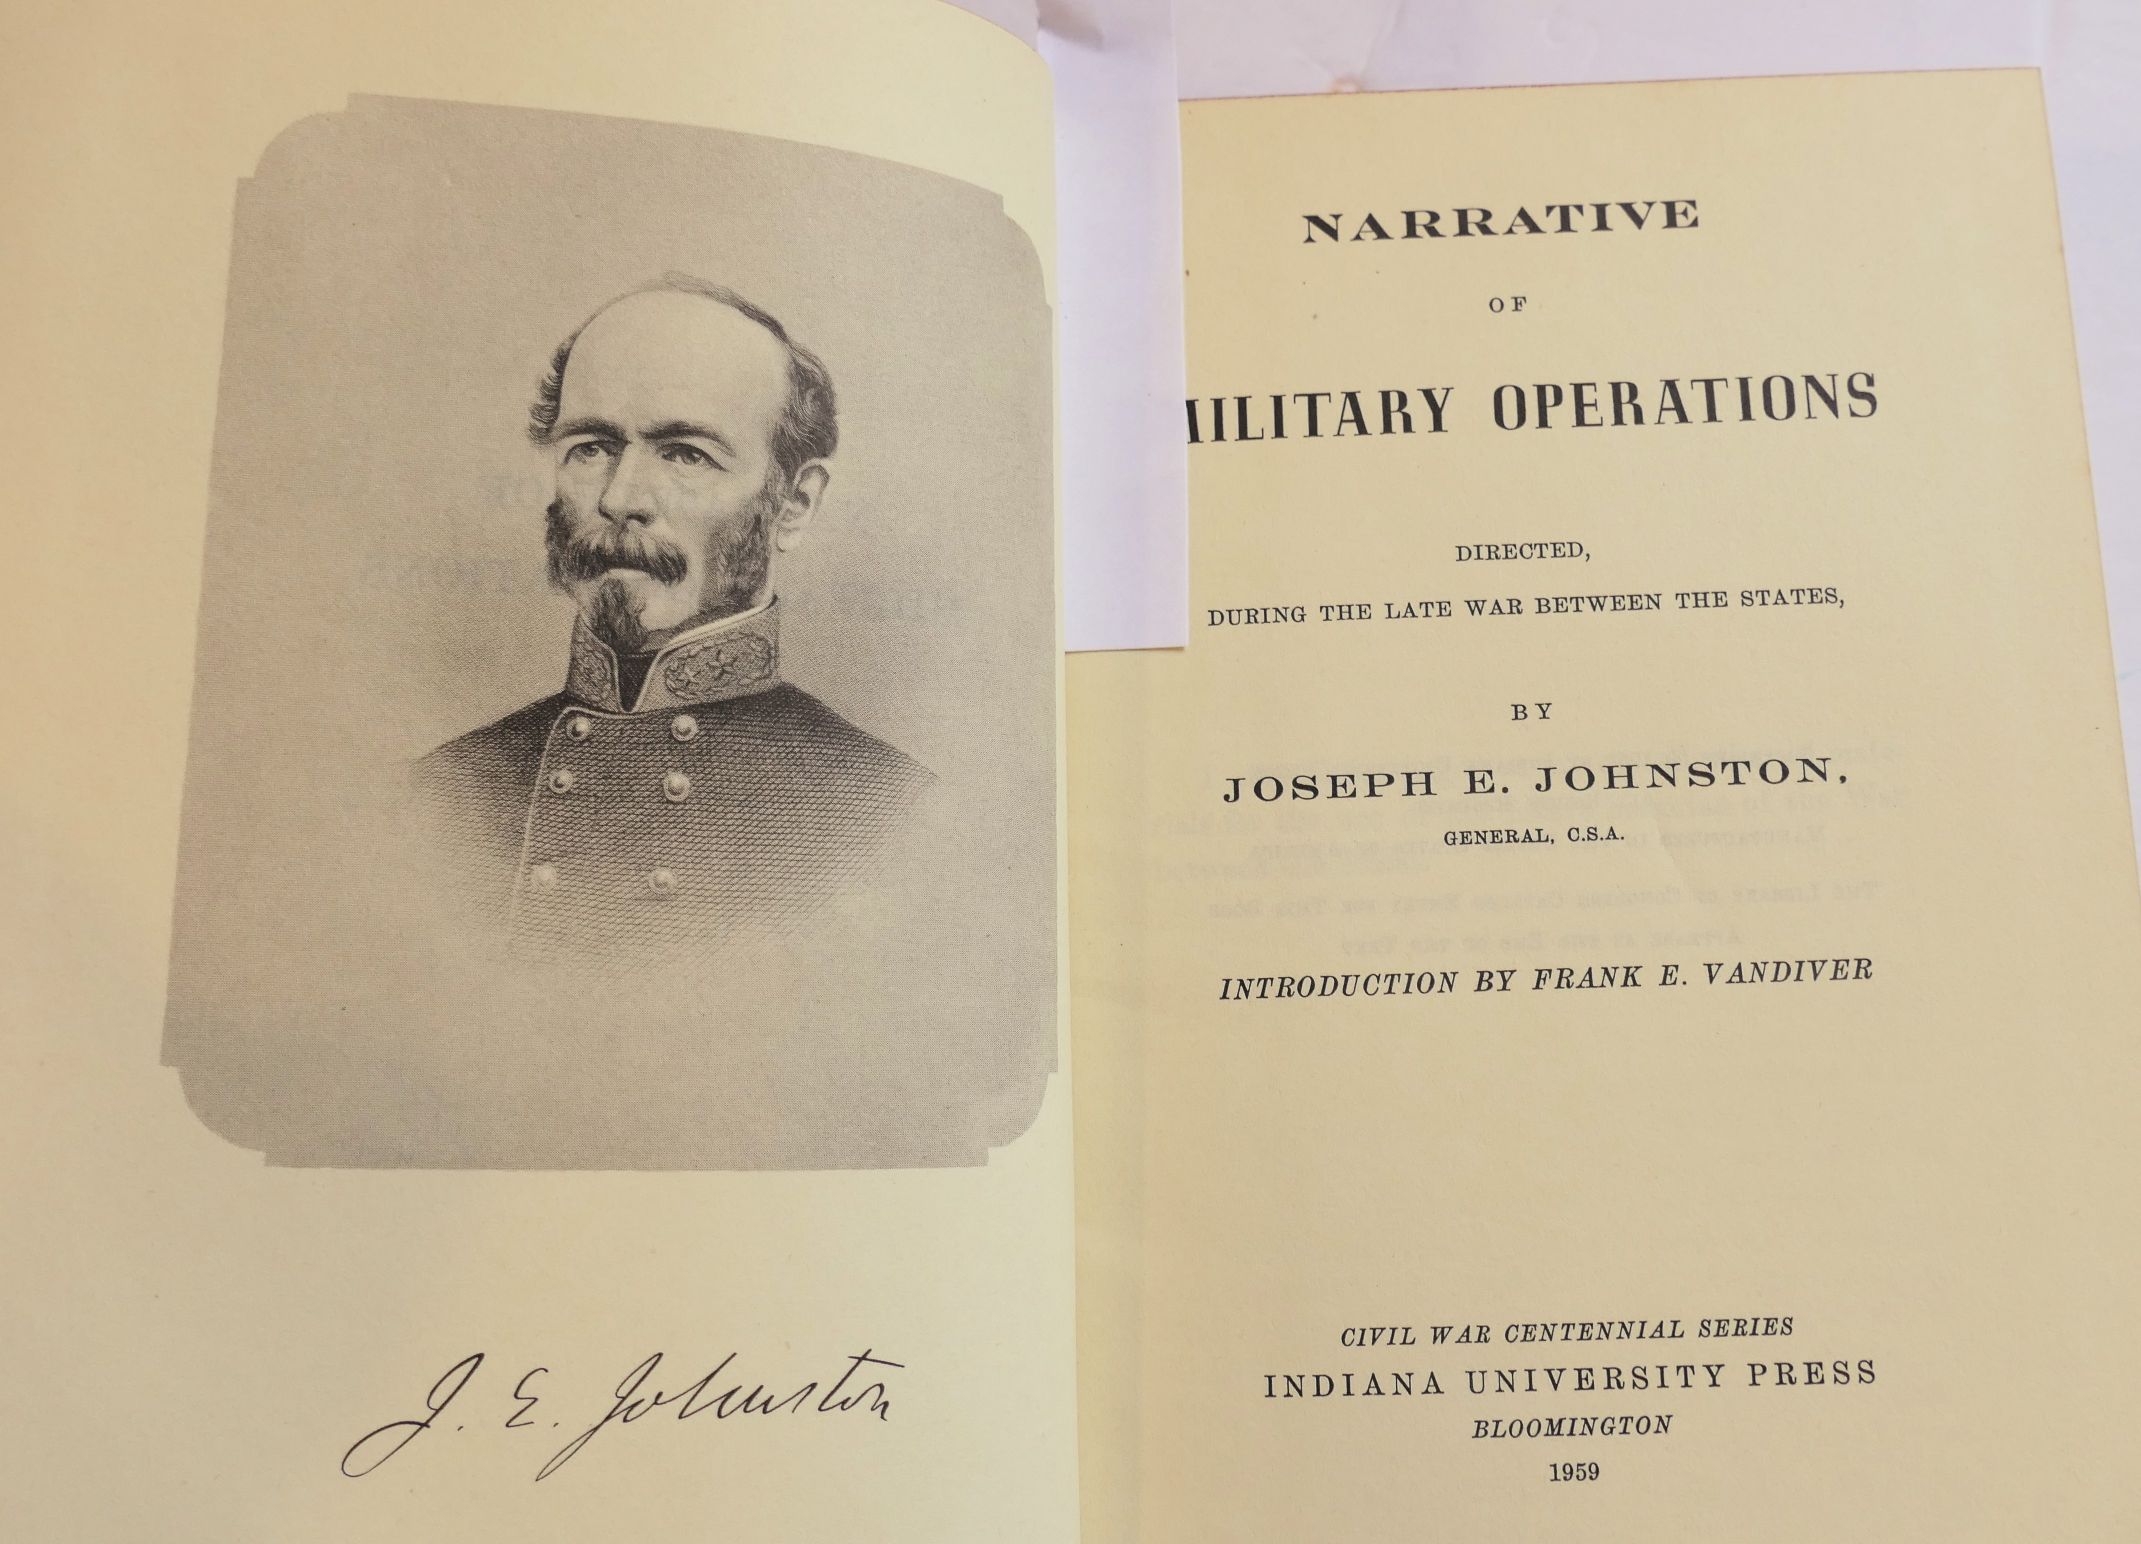 J. E. Johnston
NARRATIVE
OF
MILITARY OPERATIONS
DIRECTED,
DURING THE LATE WAR BETWEEN THE STATES,
BY
JOSEPH E. JOHNSTON,
GENERAL, C.S.A.
INTRODUCTION BY FRANK E. VANDIVER
CIVIL WAR CENTENNIAL SERIES
INDIANA UNIVERSITY PRESS
BLOOMINGTON
1959